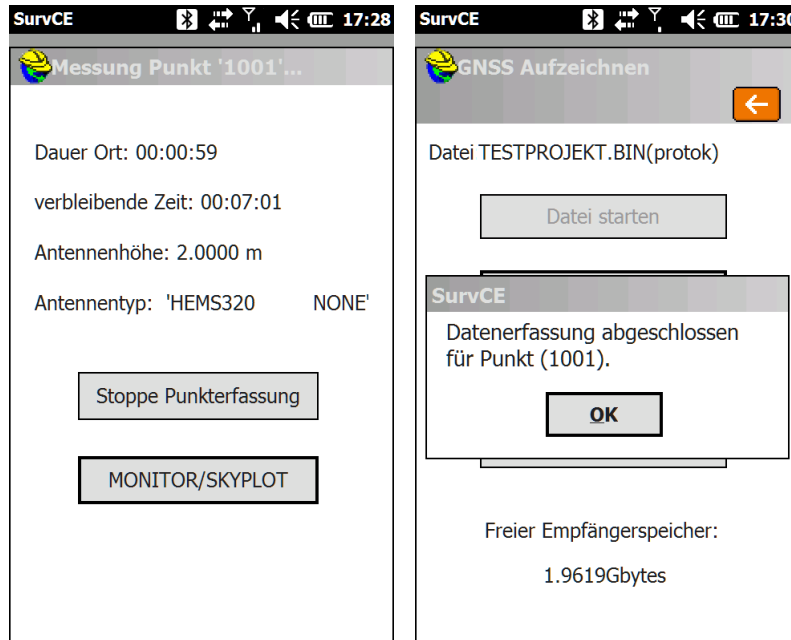 SurvCE 17:28
Messung Punkt '1001'...
Dauer Ort: 00:00:59
verbleibende Zeit: 00:07:01
Antennenhöhe: 2.0000 m
Antennentyp: 'HEMS320 NONE'
Stoppe Punkterfassung
MONITOR/SKYPLOT
SurvCE 17:30
GNSS Aufzeichnen
Datei TESTPROJEKT.BIN(protok)
Datei starten
SurvCE
Datenerfassung abgeschlossen
für Punkt (1001).
OK
Freier Empfängerspeicher:
1.9619Gbytes